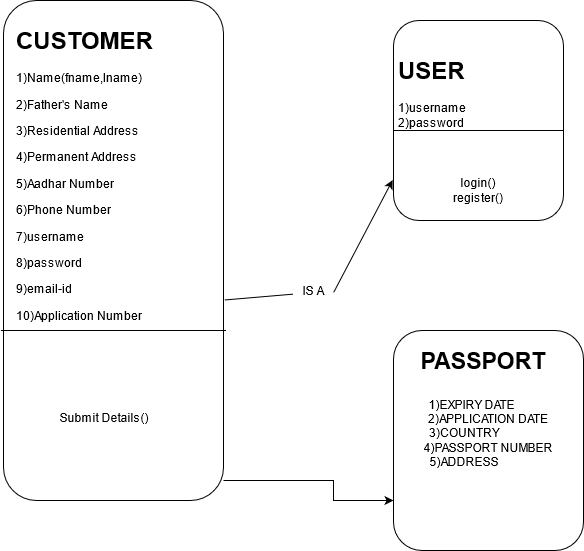 CUSTOMER
1)Name(fname,lname)
2)Father's Name
3)Residential Address
4)Permanent Address
5)Aadhar Number
6)Phone Number
7)username
8)password
9)email-id
10)Application Number
Submit Details()
IS A
USER
1)username
2)password
login()
register()
PASSPORT
1)EXPIRY DATE
2)APPLICATION DATE
3)COUNTRY
4)PASSPORT NUMBER
5)ADDRESS